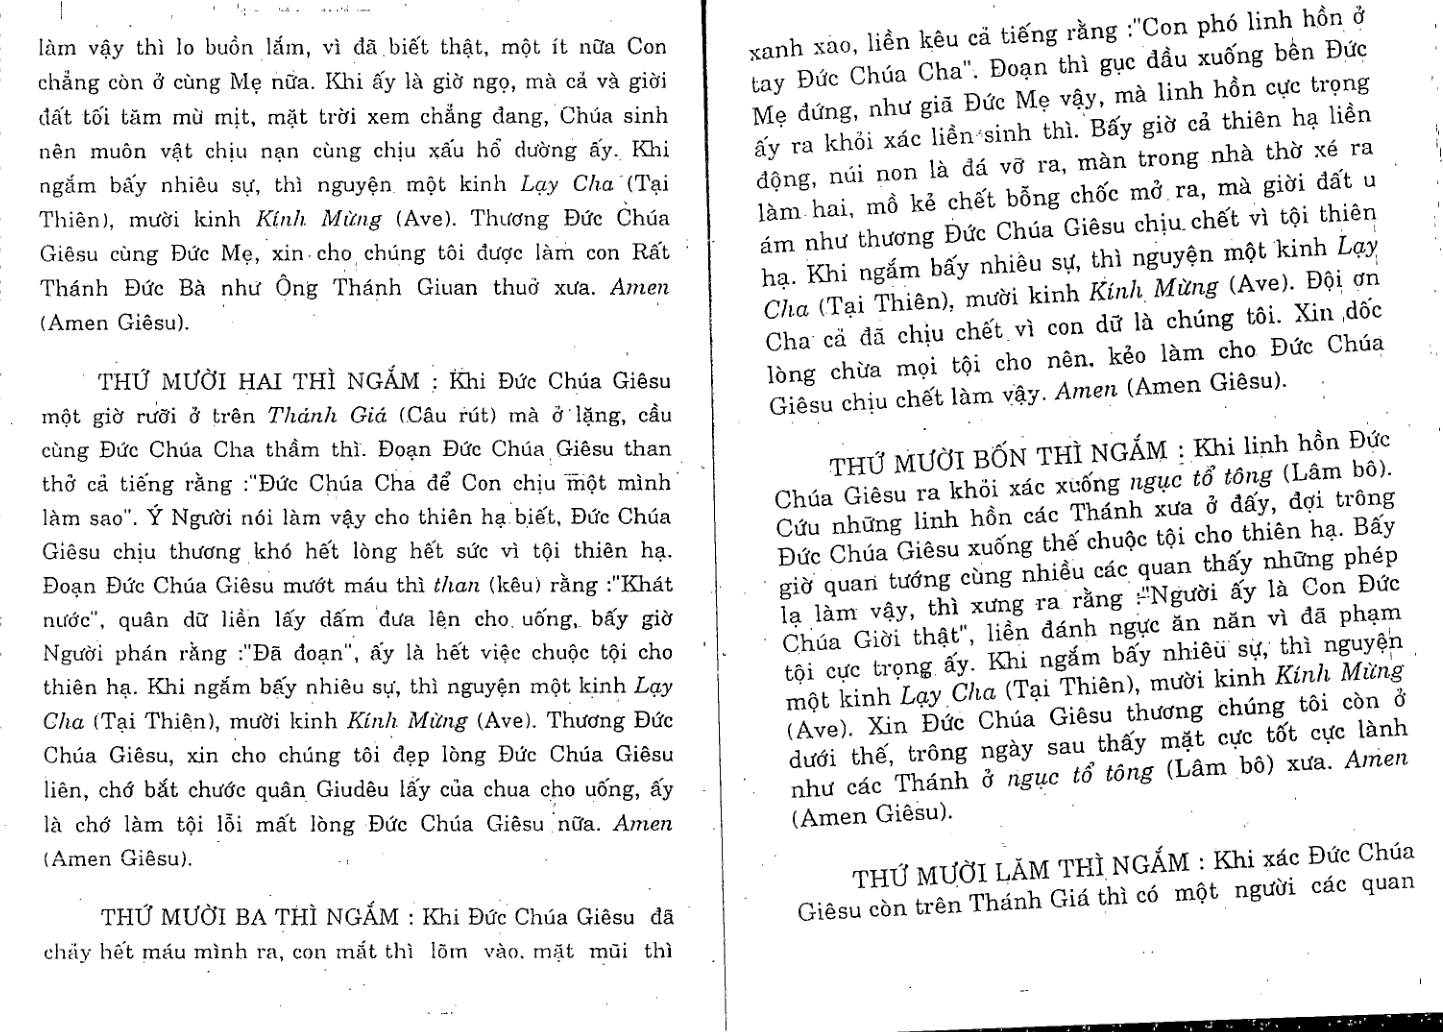 làm vậy thì lo buồn lắm, vì đã biết thật, một ít nữa Con
chẳng còn ở cùng Mẹ nữa. Khi ấy là giờ ngọ, mà cả và giời
đất tối tăm mù mịt, mặt trời xem chẳng đang, Chúa sinh
nên muôn vật chịu nạn cùng chịu xấu hổ dường ấy. Khi
ngắm bấy nhiêu sự, thì nguyện một kinh Lạy Cha (Tại
Thiên), mười kinh Kính Mừng (Ave). Thương Đức Chúa
Giêsu cùng Đức Mẹ, xin cho chúng tôi được làm con Rất
Thánh Đức Bà như Ông Thánh Giuan thuở xưa. Amen
(Amen Giêsu).
THỨ MƯỜI HAI THÌ NGẮM : Khi Đức Chúa Giêsu
một giờ rưỡi ở trên Thánh Giá (Câu rút) mà ở lặng, cầu
cùng Đức Chúa Cha thầm thì. Đoạn Đức Chúa Giêsu than
thở cả tiếng rằng :"Đức Chúa Cha để Con chịu một mình
làm sao". Ý Người nói làm vậy cho thiên hạ biết, Đức Chúa
Giêsu chịu thương khó hết lòng hết sức vì tội thiên hạ.
Đoạn Đức Chúa Giêsu mướt máu thì than (kêu) rằng :"Khát
nước", quân dữ liền lấy dấm đưa lên cho uống, bấy giờ
Người phán rằng :"Đã đoạn", ấy là hết việc chuộc tội cho
thiên hạ. Khi ngắm bấy nhiêu sự, thì nguyện một kinh Lạy
Cha (Tại Thiên), mười kinh Kính Mừng (Ave). Thương Đức
Chúa Giêsu, xin cho chúng tôi đẹp lòng Đức Chúa Giêsu
liên, chớ bắt chước quân Giudêu lấy của chua cho uống, ấy
là chớ làm tội lỗi mất lòng Đức Chúa Giêsu nữa. Amen
(Amen Giêsu).
THỨ MƯỜI BA THÌ NGẮM : Khi Đức Chúa Giêsu đã
chảy hết máu mình ra, con mắt thì lõm vào, mặt mũi thì
xanh xao, liền kêu cả tiếng rằng :"Con phó linh hồn ở
tay Đức Chúa Cha". Đoạn thì gục đầu xuống bên Đức
Mẹ đứng, như giã Đức Mẹ vậy, mà linh hồn cực trọng
ấy ra khỏi xác liền sinh thì. Bấy giờ cả thiên hạ liền
động, núi non là đá vỡ ra, màn trong nhà thờ xé ra
làm hai, mồ kẻ chết bỗng chốc mở ra, mà giời đất u
ám như thương Đức Chúa Giêsu chịu chết vì tội thiên
hạ. Khi ngắm bấy nhiêu sự, thì nguyện một kinh Lạy
Cha (Tại Thiên), mười kinh Kính Mừng (Ave). Đội ơn
Cha cả đã chịu chết vì con dữ là chúng tôi. Xin dốc
lòng chừa mọi tội cho nên, kẻo làm cho Đức Chúa
Giêsu chịu chết làm vậy. Amen (Amen Giêsu).
THỨ MƯỜI BỐN THÌ NGẮM : Khi linh hồn Đức
Chúa Giêsu ra khỏi xác xuống ngục tổ tông (Lâm bô).
Cứu những linh hồn các Thánh xưa ở đấy, đợi trông
Đức Chúa Giêsu xuống thế chuộc tội cho thiên hạ. Bấy
giờ quan tướng cùng nhiều các quan thấy những phép
lạ làm vậy, thì xưng ra rằng :"Người ấy là Con Đức
Chúa Giời thật", liền đánh ngực ăn năn vì đã phạm
tội cực trọng ấy. Khi ngắm bấy nhiêu sự, thì nguyện
một kinh Lạy Cha (Tại Thiên), mười kinh Kính Mừng
(Ave). Xin Đức Chúa Giêsu thương chúng tôi còn ở
dưới thế, trông ngày sau thấy mặt cực tốt cực lành
như các Thánh ở ngục tổ tông (Lâm bô) xưa. Amen
(Amen Giêsu).
THỨ MƯỜI LĂM THÌ NGẮM : Khi xác Đức Chúa
Giêsu còn trên Thánh Giá thì có một người các quan